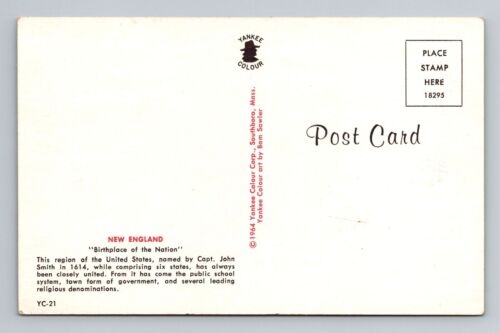 YANKEE
COLOUR
PLACE
STAMP
HERE
18295
Post Card
© 1964 Yankee Colour Corp., Southboro, Mass.
Yankee Colour art by Bam Sawler
NEW ENGLAND
"Birthplace of the Nation"
This region of the United States, named by Capt. John
Smith in 1614, while comprising six states, has always
been closely united. From it has come the public school
system, town form of government, and several leading
religious denominations.
YC-21